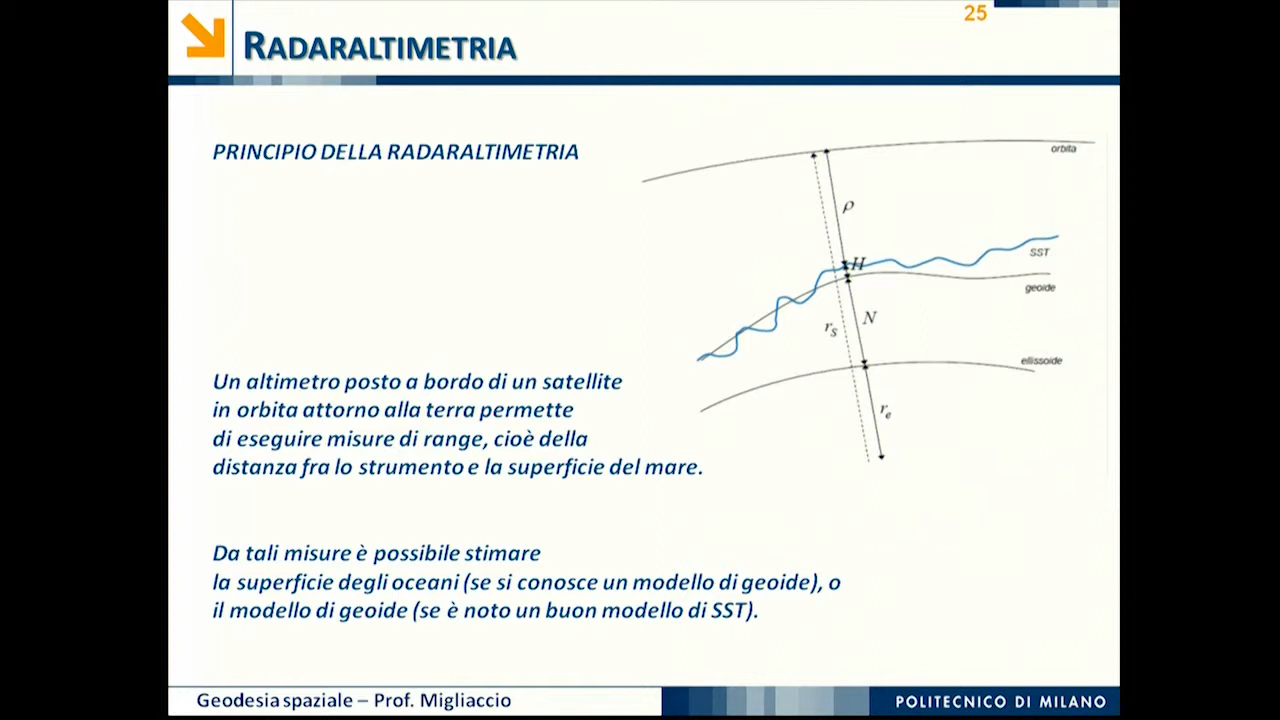 25
RADARALTIMETRIA
PRINCIPIO DELLA RADARALTIMETRIA
orbita
ρ
SST
H
geoide
N
r_S
ellissoide
r_e
Un altimetro posto a bordo di un satellite
in orbita attorno alla terra permette
di eseguire misure di range, cioè della
distanza fra lo strumento e la superficie del mare.
Da tali misure è possibile stimare
la superficie degli oceani (se si conosce un modello di geoide), o
il modello di geoide (se è noto un buon modello di SST).
Geodesia spaziale – Prof. Migliaccio
POLITECNICO DI MILANO